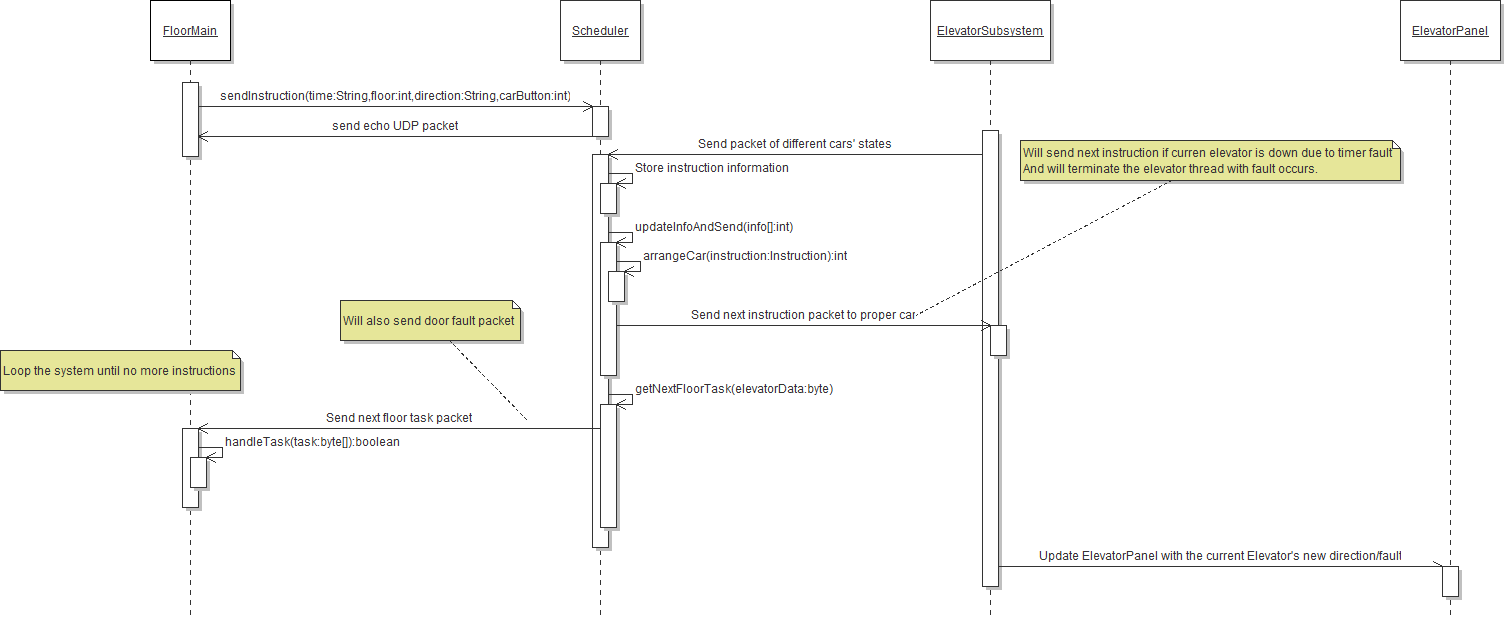 FloorMain
Scheduler
ElevatorSubsystem
ElevatorPanel
sendInstruction(time:String,floor:int,direction:String,carButton:int)
send echo UDP packet
Send packet of different cars' states
Will send next instruction if curren elevator is down due to timer fault
And will terminate the elevator thread with fault occurs.
Store instruction information
updateInfoAndSend(info[]:int)
arrangeCar(instruction:Instruction):int
Send next instruction packet to proper car
Will also send door fault packet
Loop the system until no more instructions
getNextFloorTask(elevatorData:byte)
Send next floor task packet
handleTask(task:byte[]):boolean
Update ElevatorPanel with the current Elevator's new direction/fault